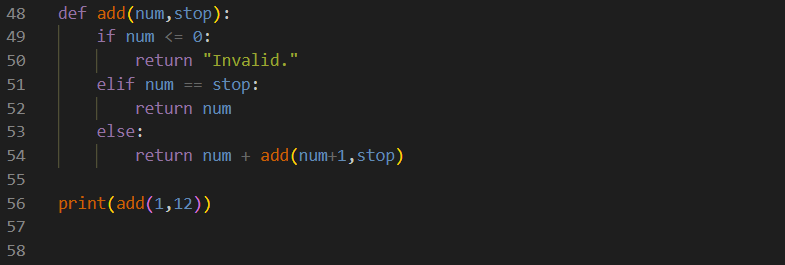 48 def add(num,stop):
49     if num <= 0:
50         return "Invalid."
51     elif num == stop:
52         return num
53     else:
54         return num + add(num+1,stop)
55
56 print(add(1,12))
57
58